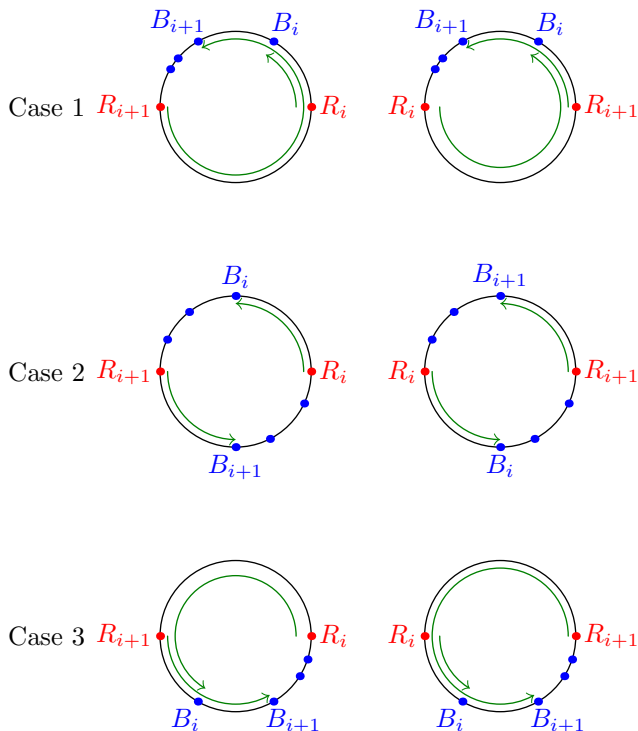 B_{i+1} B_i B_{i+1} B_i
Case 1 R_{i+1} R_i R_i R_{i+1}
B_i B_{i+1}
Case 2 R_{i+1} R_i R_i R_{i+1}
B_{i+1} B_i
Case 3 R_{i+1} R_i R_i R_{i+1}
B_i B_{i+1} B_i B_{i+1}